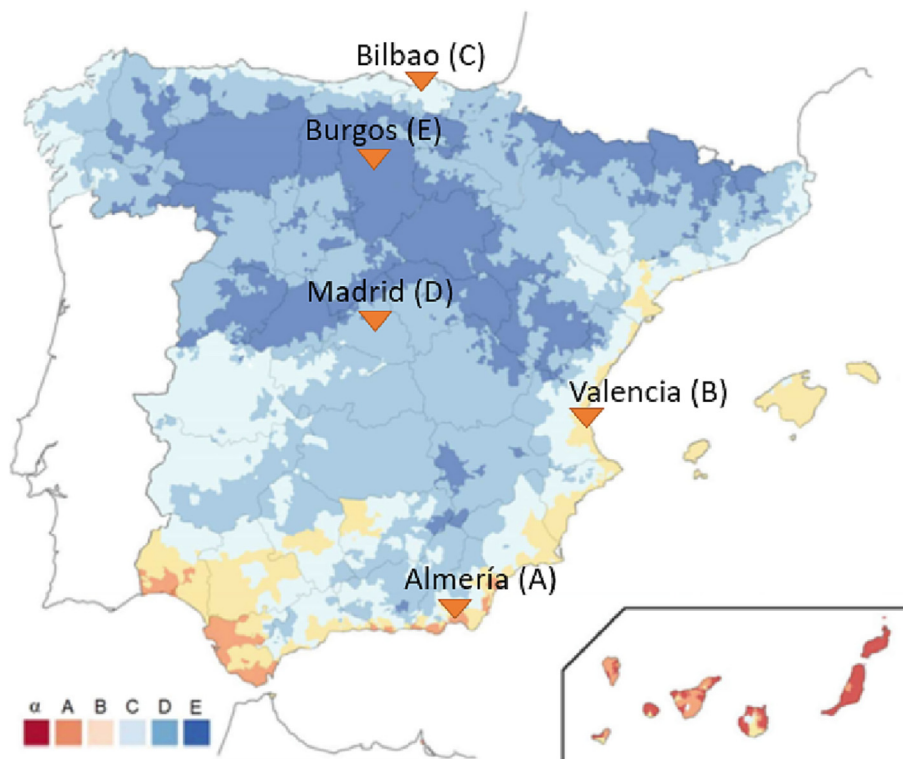 Bilbao (C)
Burgos (E)
Madrid (D)
Valencia (B)
Almería (A)
α A B C D E